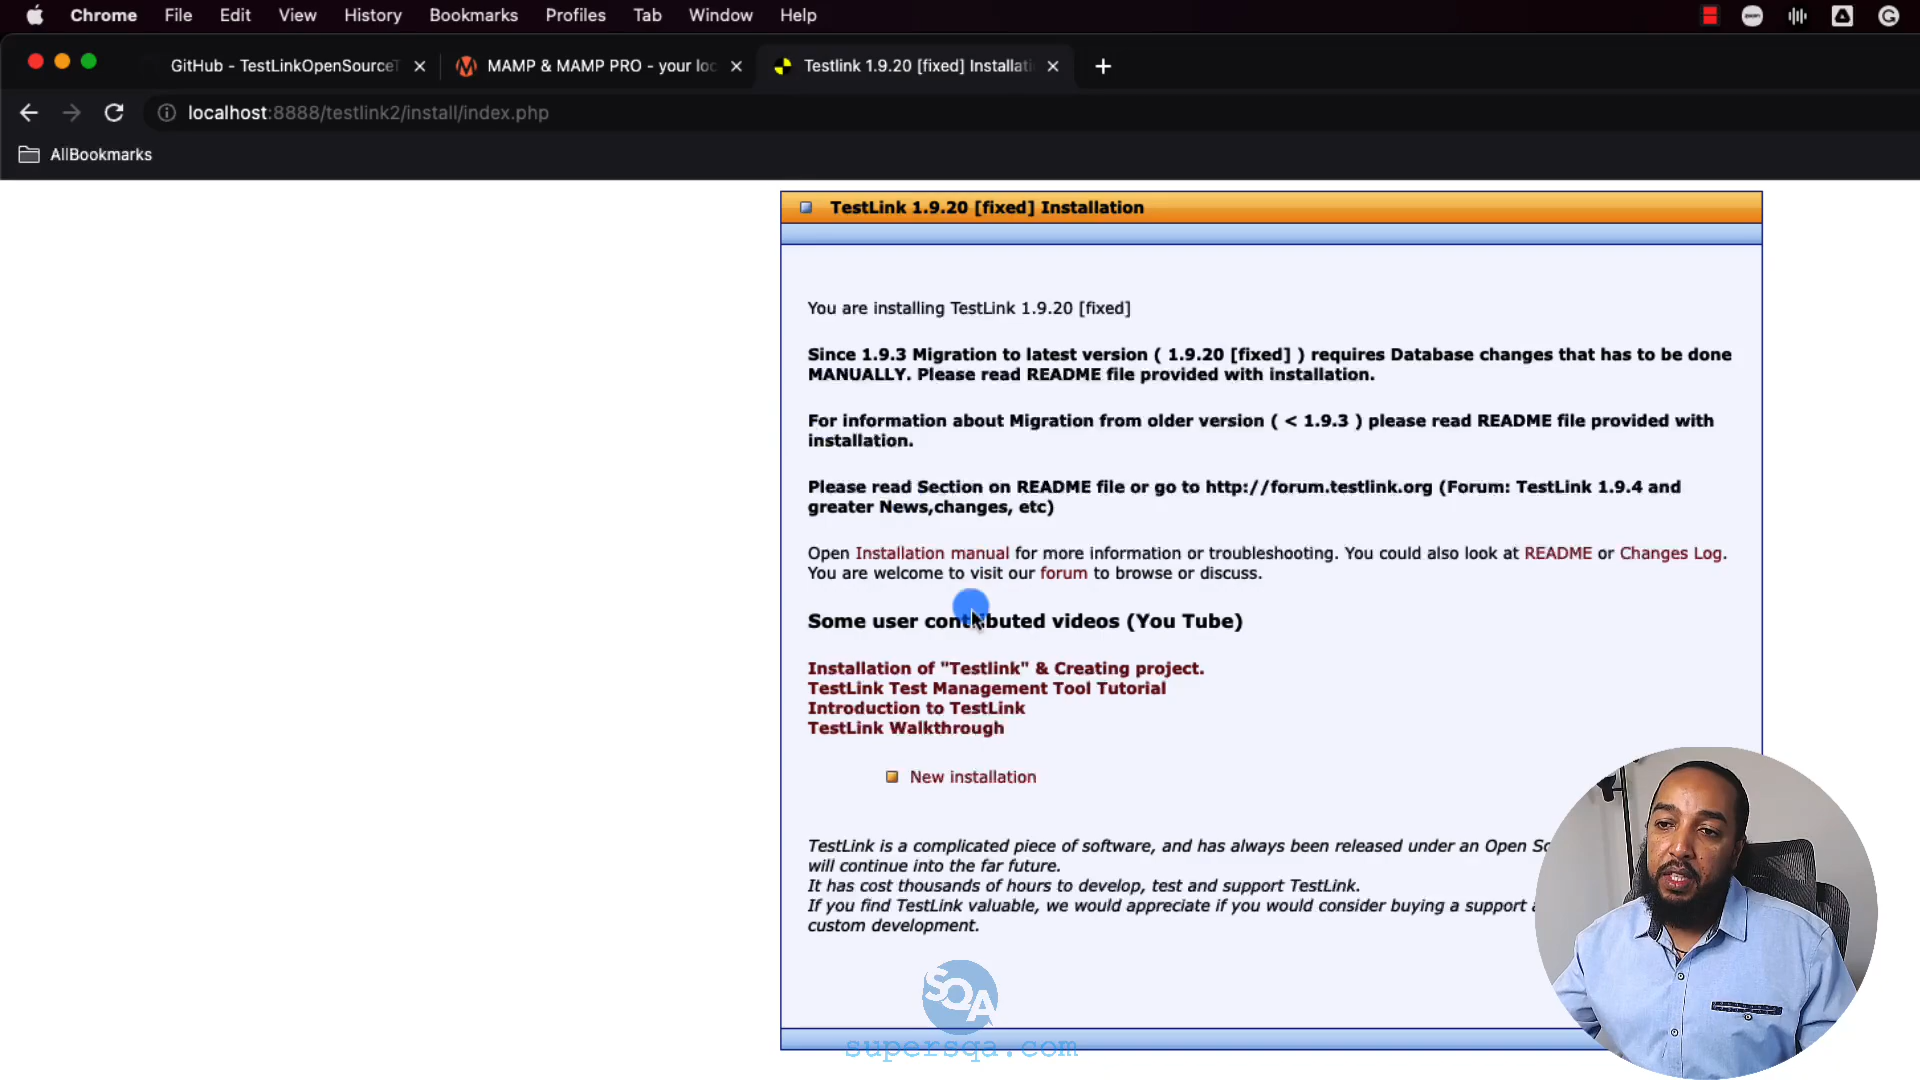 Chrome File Edit View History Bookmarks Profiles Tab Window Help
GitHub - TestLinkOpenSourceT
MAMP & MAMP PRO - your loc
Testlink 1.9.20 [fixed] Installati
localhost:8888/testlink2/install/index.php
AllBookmarks
TestLink 1.9.20 [fixed] Installation
You are installing TestLink 1.9.20 [fixed]
Since 1.9.3 Migration to latest version ( 1.9.20 [fixed] ) requires Database changes that has to be done
MANUALLY. Please read README file provided with installation.
For information about Migration from older version ( < 1.9.3 ) please read README file provided with
installation.
Please read Section on README file or go to http://forum.testlink.org (Forum: TestLink 1.9.4 and
greater News,changes, etc)
Open Installation manual for more information or troubleshooting. You could also look at README or Changes Log.
You are welcome to visit our forum to browse or discuss.
Some user contributed videos (You Tube)
Installation of "Testlink" & Creating project.
TestLink Test Management Tool Tutorial
Introduction to TestLink
TestLink Walkthrough
New installation
TestLink is a complicated piece of software, and has always been released under an Open So
will continue into the far future.
It has cost thousands of hours to develop, test and support TestLink.
If you find TestLink valuable, we would appreciate if you would consider buying a support a
custom development.
SQA
supersqa.com